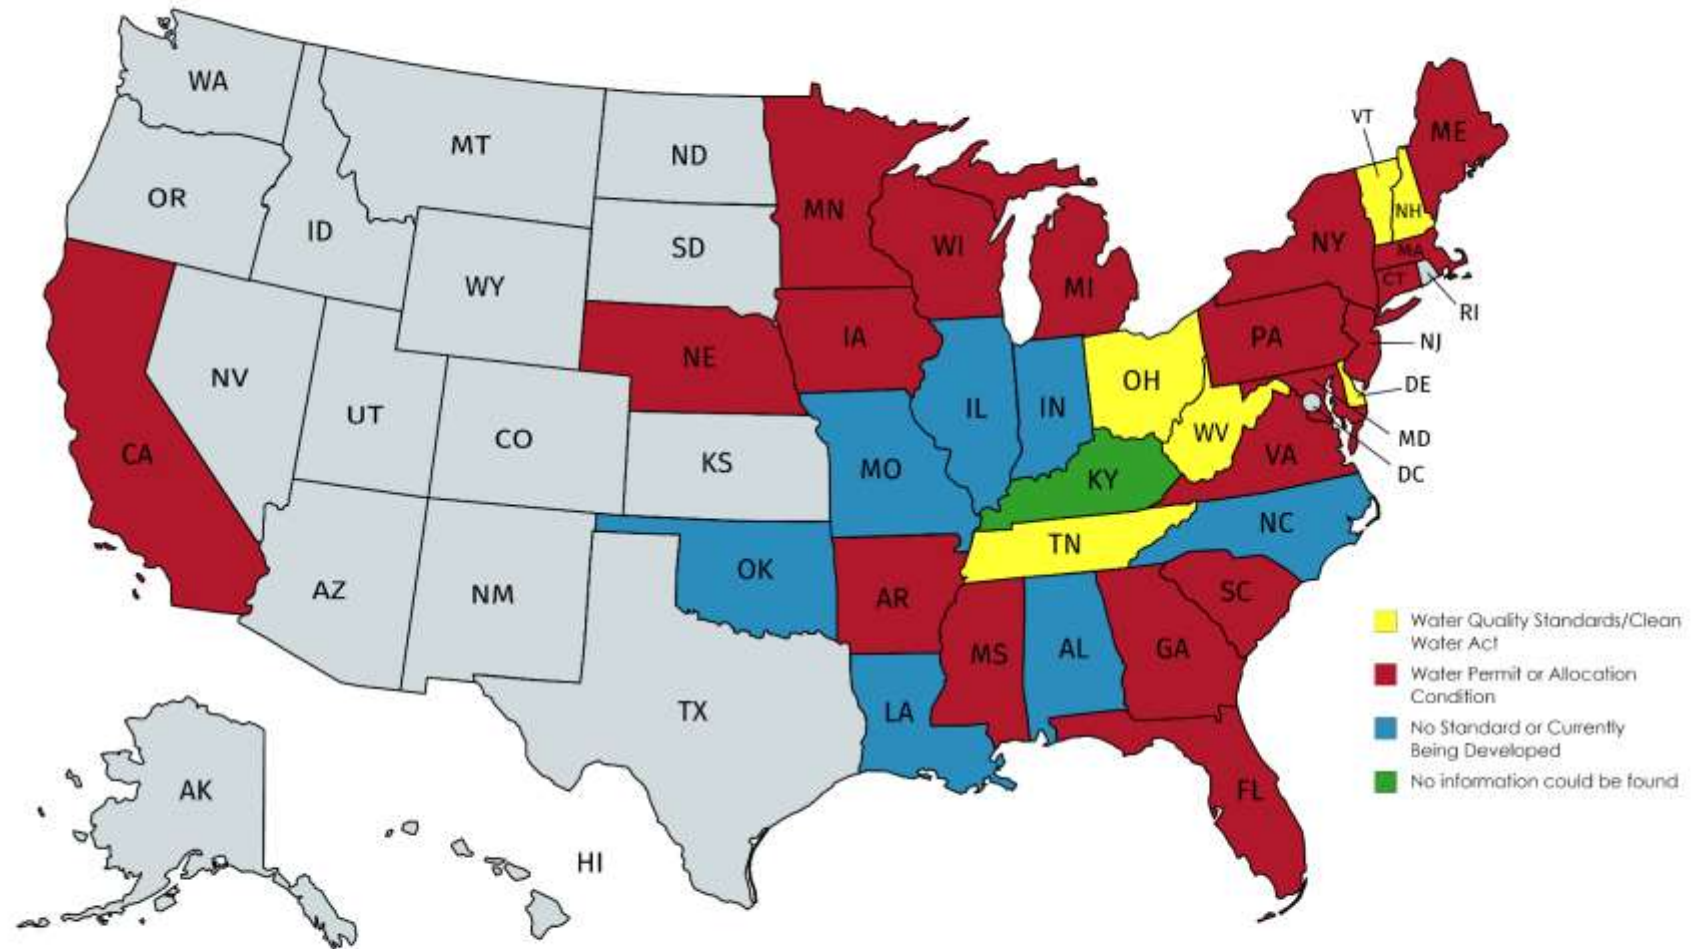 WA
MT
ND
VT
ME
OR
ID
MN
NH
SD
WI
NY
MA
WY
MI
CT
RI
NE
IA
PA
NJ
NV
OH
DE
UT
IL
IN
CO
WV
MD
CA
KS
MO
VA
DC
KY
NC
TN
OK
AZ
NM
AR
SC
MS
AL
GA
TX
LA
AK
FL
HI
Water Quality Standards/Clean
Water Act
Water Permit or Allocation
Condition
No Standard or Currently
Being Developed
No information could be found